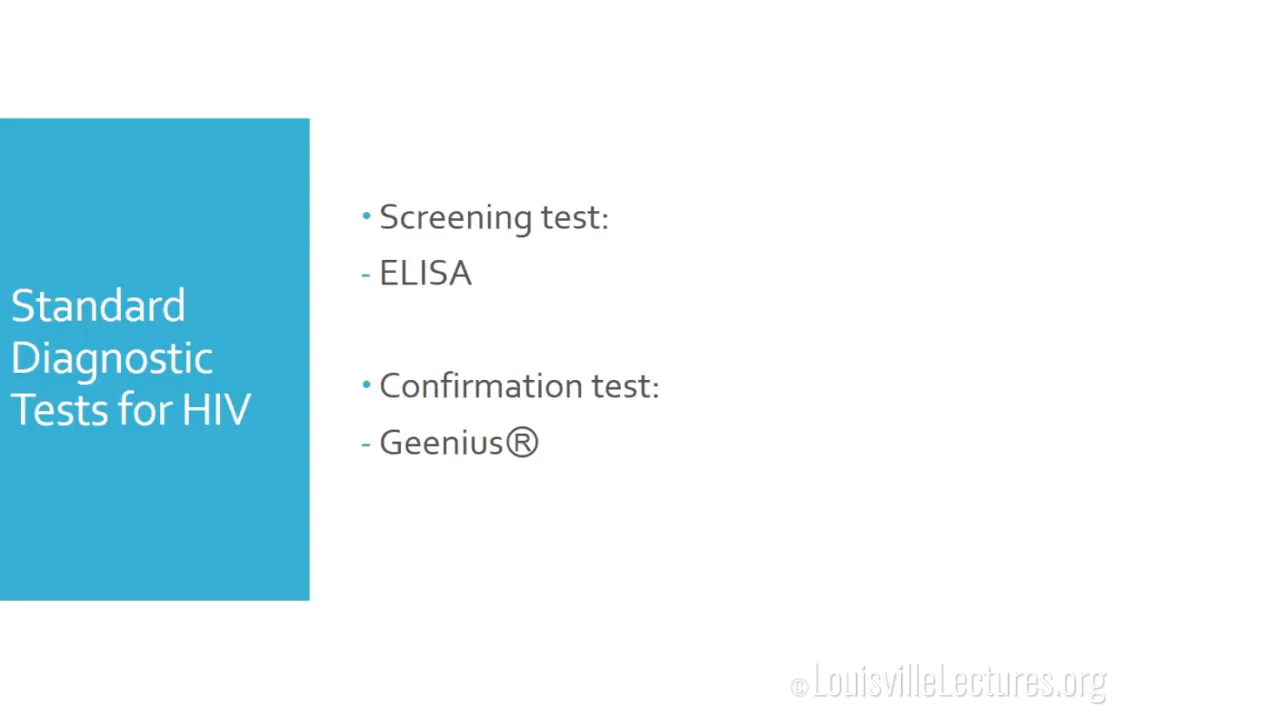 Standard
Diagnostic
Tests for HIV
• Screening test:
- ELISA
• Confirmation test:
- Geenius®
© LouisvilleLectures.org